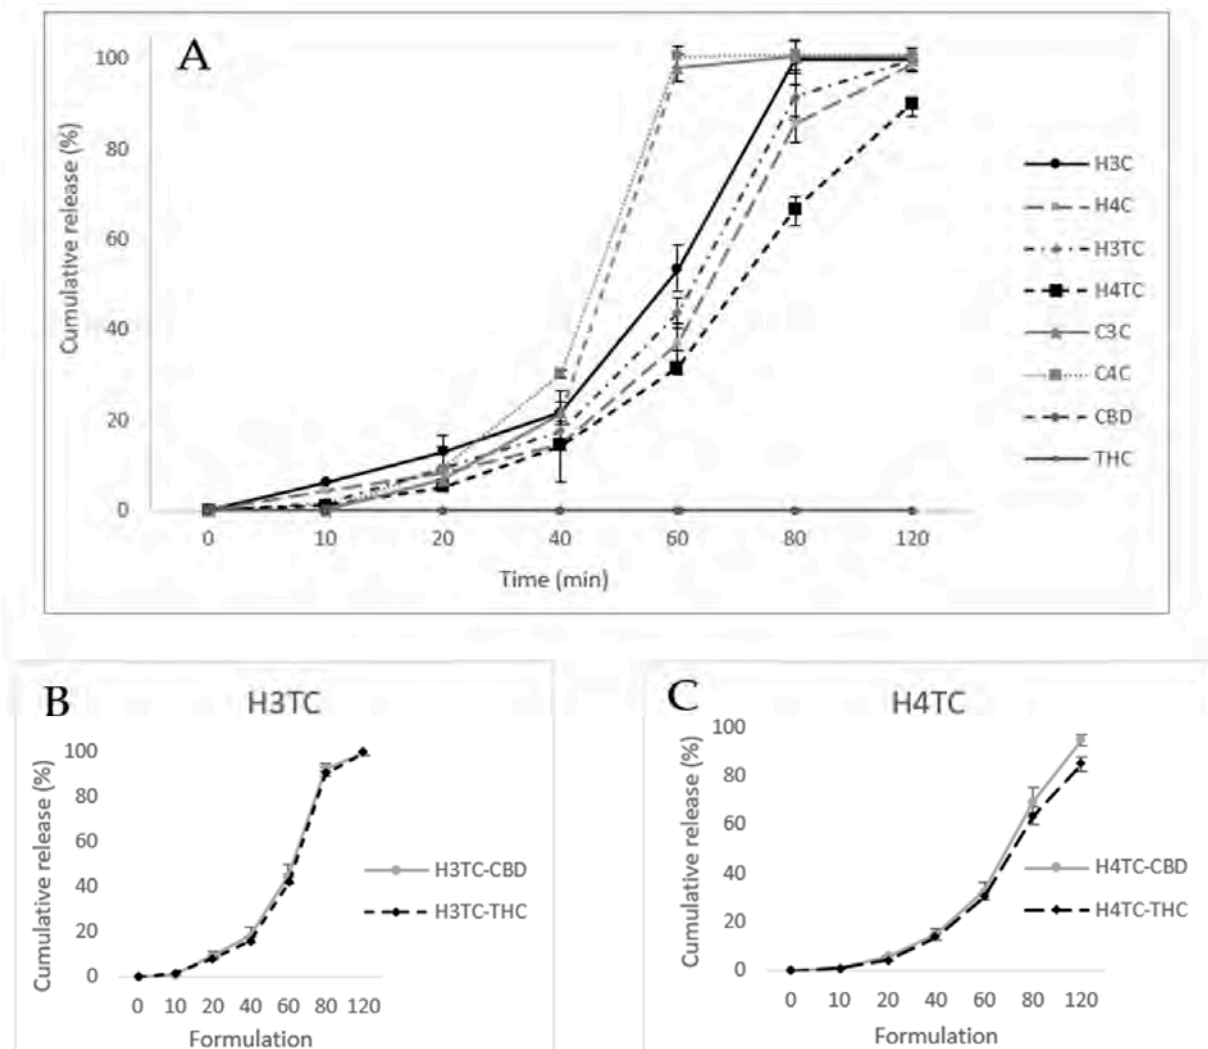 A
Cumulative release (%)
100
80
60
40
20
0
0 10 20 40 60 80 120
Time (min)
H3C
H4C
H3TC
H4TC
C3C
C4C
CBD
THC
B
H3TC
Cumulative release (%)
100
80
60
40
20
0
0 10 20 40 60 80 120
Formulation
H3TC-CBD
H3TC-THC
C
H4TC
Cumulative release (%)
100
80
60
40
20
0
0 10 20 40 60 80 120
Formulation
H4TC-CBD
H4TC-THC